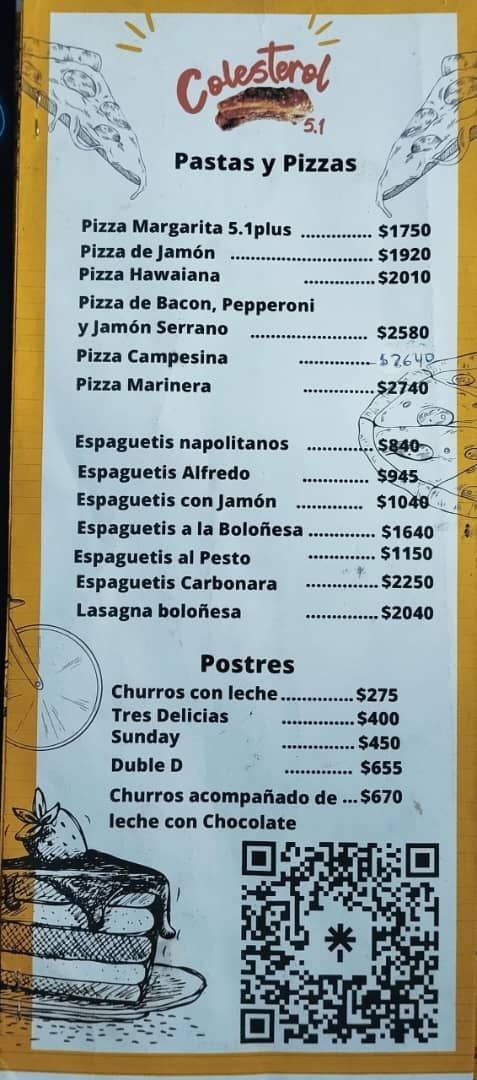 Colesterol
5.1
Pastas y Pizzas
Pizza Margarita 5.1plus .............. $1750
Pizza de Jamón ............................. $1920
Pizza Hawaiana .............. $2010
Pizza de Bacon, Pepperoni
y Jamón Serrano ........................ $2580
Pizza Campesina .............. $2640
Pizza Marinera .............. $2740
Espaguetis napolitanos ............. $840
Espaguetis Alfredo ............. $945
Espaguetis con Jamón ............. $1040
Espaguetis a la Boloñesa ............. $1640
Espaguetis al Pesto ............. $1150
Espaguetis Carbonara .............. $2250
Lasagna boloñesa .............. $2040
Postres
Churros con leche .............. $275
Tres Delicias .............. $400
Sunday .............. $450
Duble D ............. $655
Churros acompañado de ... $670
leche con Chocolate